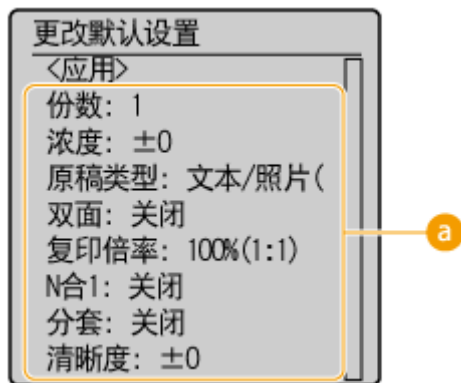 更改默认设置
<应用>
份数: 1
浓度: ±0
原稿类型: 文本/照片(
双面: 关闭
复印倍率: 100%(1:1)
N合1: 关闭
分套: 关闭
清晰度: ±0
a